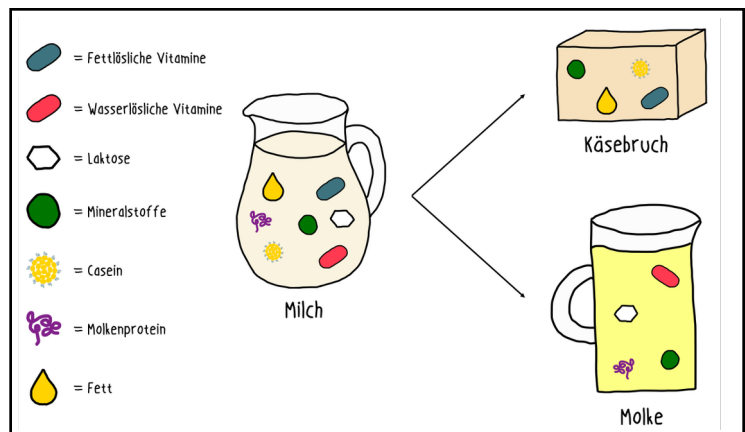 = Fettlösliche Vitamine
= Wasserlösliche Vitamine
= Laktose
= Mineralstoffe
= Casein
= Molkenprotein
= Fett
Milch
Käsebruch
Molke